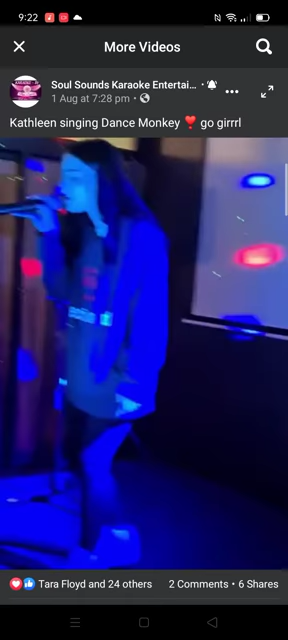 9:22
More Videos
Soul Sounds Karaoke Entertai...
1 Aug at 7:28 pm
Kathleen singing Dance Monkey ❣️ go girrrl
Tara Floyd and 24 others 2 Comments • 6 Shares